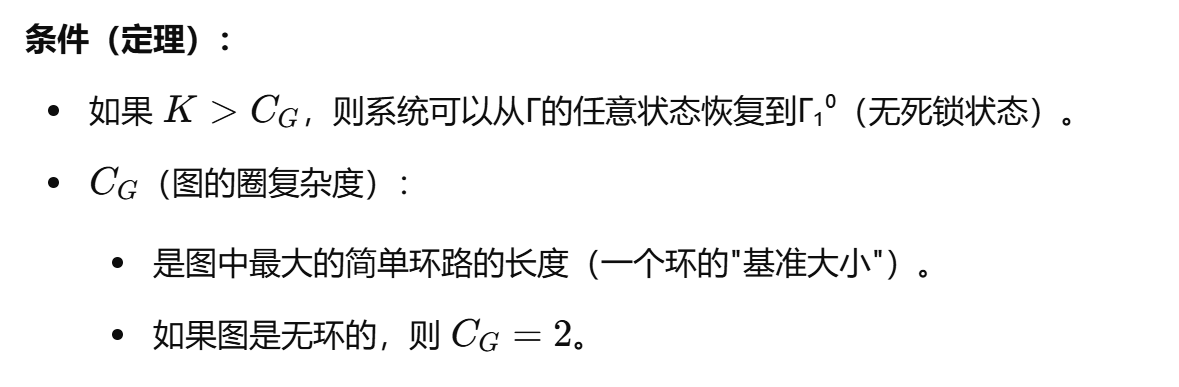 条件（定理）：
• 如果 K > C_G，则系统可以从Γ的任意状态恢复到Γ₁⁰（无死锁状态）。
• C_G（图的圈复杂度）：
• 是图中最大的简单环路的长度（一个环的"基准大小"）。
• 如果图是无环的，则 C_G = 2。